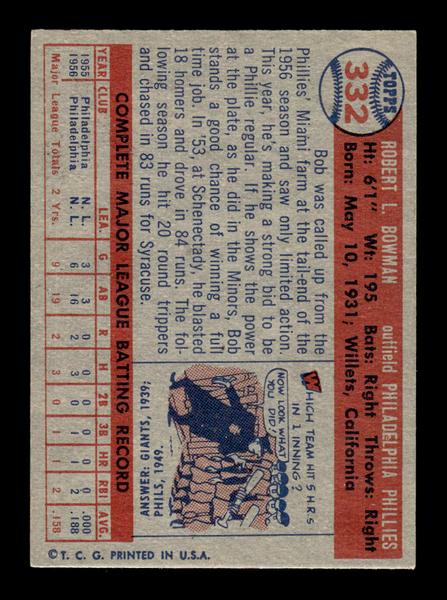 TOPPS
332
ROBERT L. BOWMAN outfield PHILADELPHIA PHILLIES
Ht: 6'1" Wt: 195 Bats: Right Throws: Right
Born: May 10, 1931; Willets, California
Bob was called up from the
Phillies' Miami farm at the tail-end of the
1956 season and saw only limited action.
This year, he's making a strong bid to be
a Phillie regular. If he shows the power
at the plate, as he did in the Minors, Bob
stands a good chance of winning a full
time job. In '53, at Schenectady, he blasted
18 homers and drove in 84 runs. The fol-
lowing season he hit 20 round trippers
and chased in 83 runs for Syracuse.
WHICH TEAM HIT 5 H.R.S
IN 1 INNING?
NOW LOOK WHAT
YOU DID!
ANSWER: GIANTS, 1939;
PHILS, 1949.
COMPLETE MAJOR LEAGUE BATTING RECORD
YEAR CLUB LEA. G AB R H 2B 3B HR RBI AVG.
1955 Philadelphia N. L. 3 3 0 0 0 0 0 0 .000
1956 Philadelphia N. L. 6 16 2 3 0 1 1 2 .188
Major League Totals 2 Yrs. 9 19 2 3 0 1 1 2 .158
© T. C. G. PRINTED IN U.S.A.